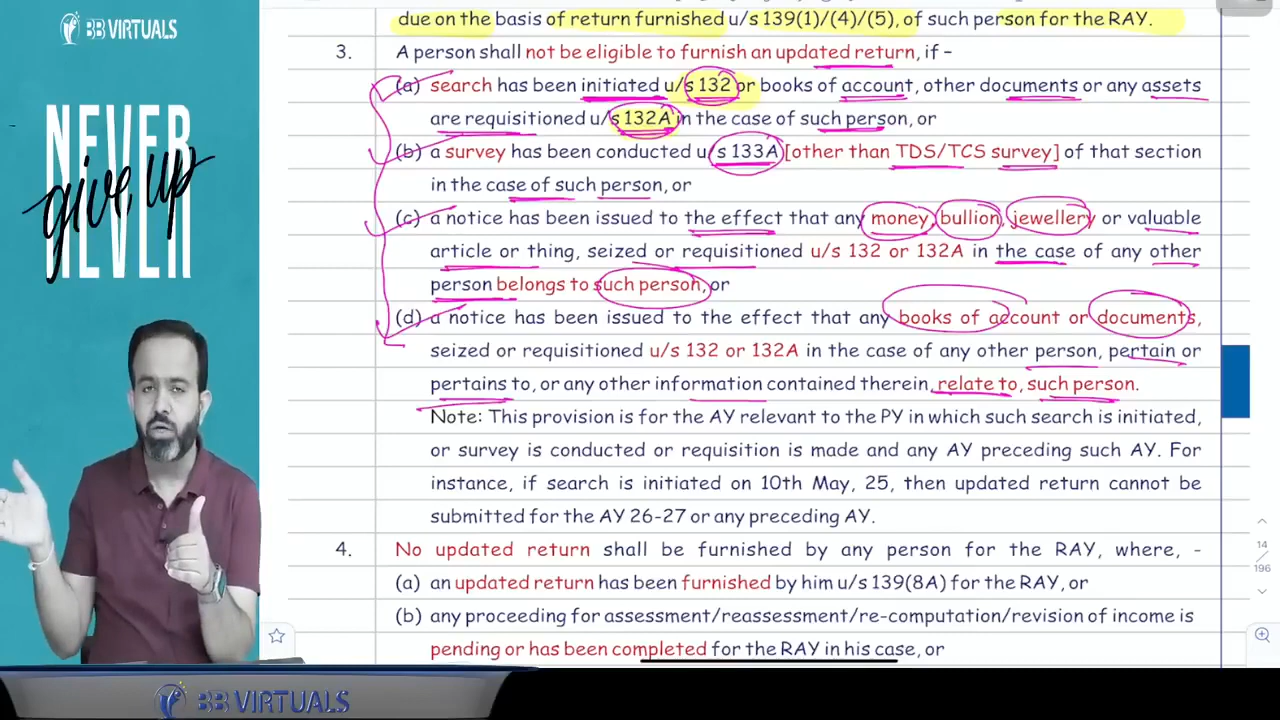 BB VIRTUALS
NEVER
give up
NEVER
due on the basis of return furnished u/s 139(1)/(4)/(5), of such person for the RAY.
3. A person shall not be eligible to furnish an updated return, if –
(a) search has been initiated u/s 132 or books of account, other documents or any assets
are requisitioned u/s 132A in the case of such person, or
(b) a survey has been conducted u/s 133A [other than TDS/TCS survey] of that section
in the case of such person, or
(c) a notice has been issued to the effect that any money, bullion, jewellery or valuable
article or thing, seized or requisitioned u/s 132 or 132A in the case of any other
person belongs to such person, or
(d) a notice has been issued to the effect that any books of account or documents,
seized or requisitioned u/s 132 or 132A in the case of any other person, pertain or
pertains to, or any other information contained therein, relate to, such person.
Note: This provision is for the AY relevant to the PY in which such search is initiated,
or survey is conducted or requisition is made and any AY preceding such AY. For
instance, if search is initiated on 10th May, 25, then updated return cannot be
submitted for the AY 26-27 or any preceding AY.
4. No updated return shall be furnished by any person for the RAY, where, -
(a) an updated return has been furnished by him u/s 139(8A) for the RAY, or
(b) any proceeding for assessment/reassessment/re-computation/revision of income is
pending or has been completed for the RAY in his case, or
14
196
BB VIRTUALS